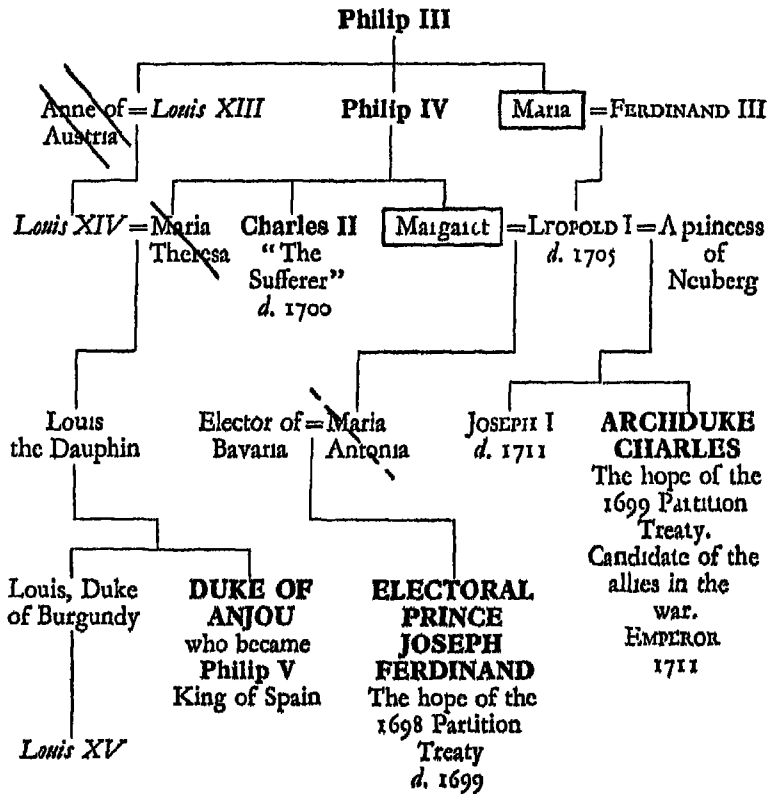 Philip III
Anne of = Louis XIII
Austria
Philip IV
Maria = FERDINAND III
Louis XIV = Maria
Theresa
Charles II
"The
Sufferer"
d. 1700
Margaret = LEOPOLD I = A princess
d. 1705
of
Neuberg
Louis
the Dauphin
Elector of = Maria
Bavaria Antonia
JOSEPH I
d. 1711
ARCHDUKE
CHARLES
The hope of the
1699 Partition
Treaty.
Candidate of the
allies in the
war.
EMPEROR
1711
Louis, Duke
of Burgundy
DUKE OF
ANJOU
who became
Philip V
King of Spain
ELECTORAL
PRINCE
JOSEPH
FERDINAND
The hope of the
1698 Partition
Treaty
d. 1699
Louis XV